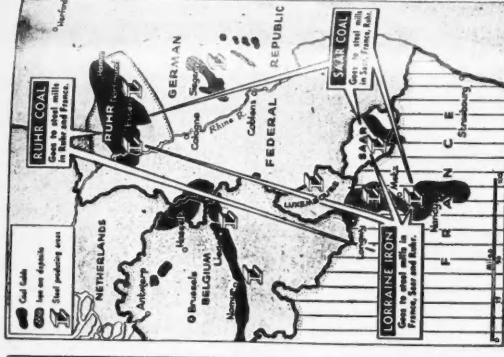 Coal fields
Iron-ore deposits
Steel producing areas
RUHR COAL
Goes to steel mills
in Ruhr and France.
SAAR COAL
Goes to steel mills
in Saar, France, Ruhr.
LORRAINE IRON
Goes to steel mills in
France, Saar and Ruhr.
NETHERLANDS
GERMAN
FEDERAL
REPUBLIC
RUHR
Cologne
Rhine R.
Coblenz
Antwerp
Brussels
BELGIUM
Namur
LUXEMBOURG
SAAR
Longwy
Metz
Nancy
Strasbourg
FRANCE
MILES